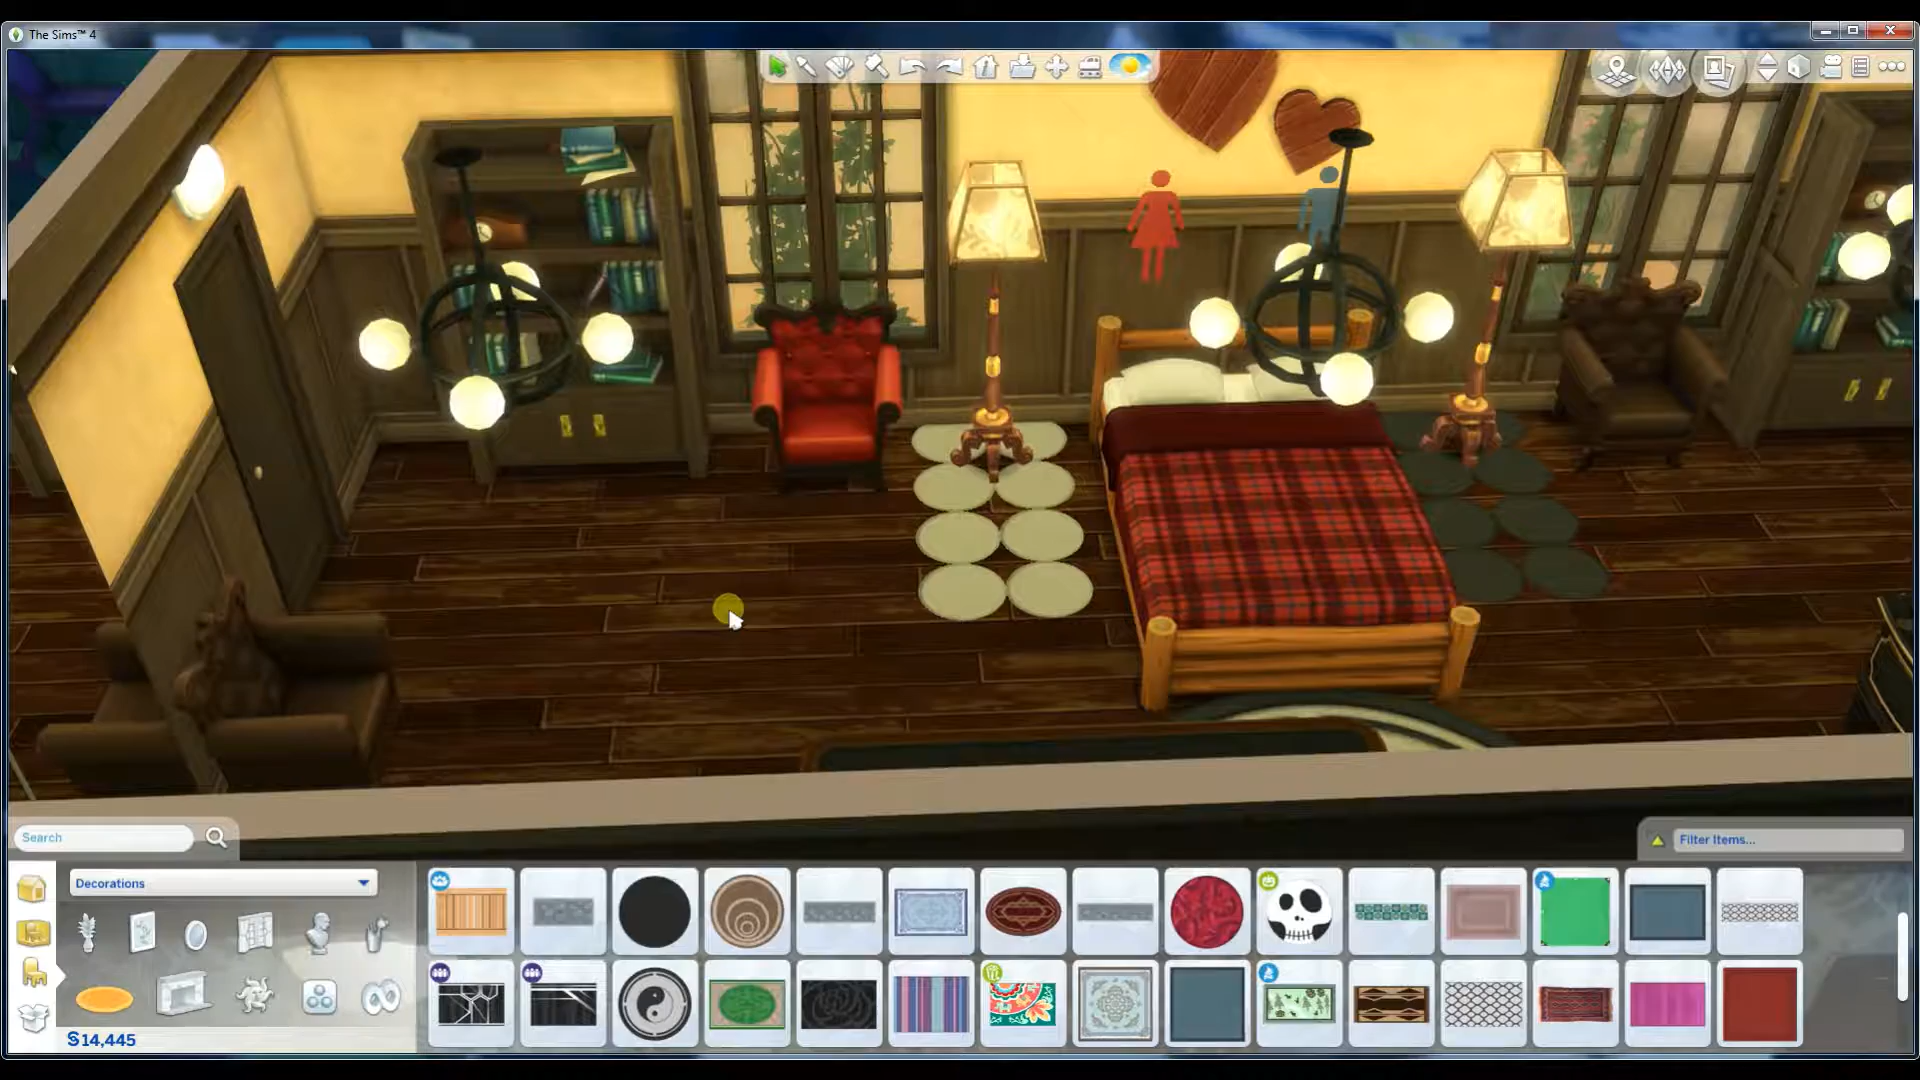 The Sims™ 4
Search
Filter Items...
Decorations
§14,445